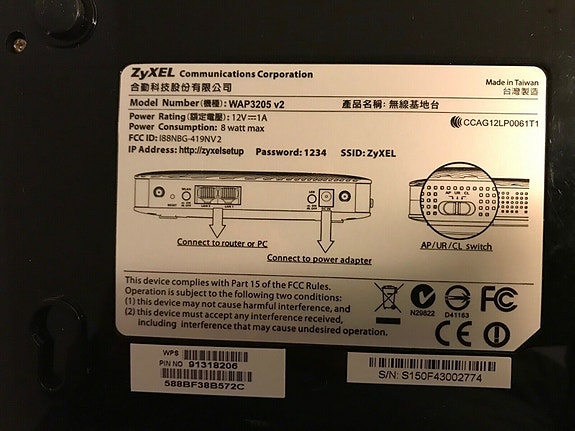 ZyXEL Communications Corporation
合勤科技股份有限公司
Made in Taiwan
台灣製造
Model Number(機種): WAP3205 v2
產品名稱: 無線基地台
Power Rating(額定電壓): 12V⎓1A
Power Consumption: 8 watt max
CCAG12LP0061T1
FCC ID: I88NBG-419NV2
IP Address: http://zyxelsetup Password: 1234 SSID: ZyXEL
AP UR CL
Connect to router or PC
Connect to power adapter
AP/UR/CL switch
This device complies with Part 15 of the FCC Rules.
Operation is subject to the following two conditions:
(1) this device may not cause harmful interference, and
(2) this device must accept any interference received,
including interference that may cause undesired operation.
N29822
D41163
FC
CE
WPS
PIN NO 91318206
588BF38B572C
S/N: S150F43002774